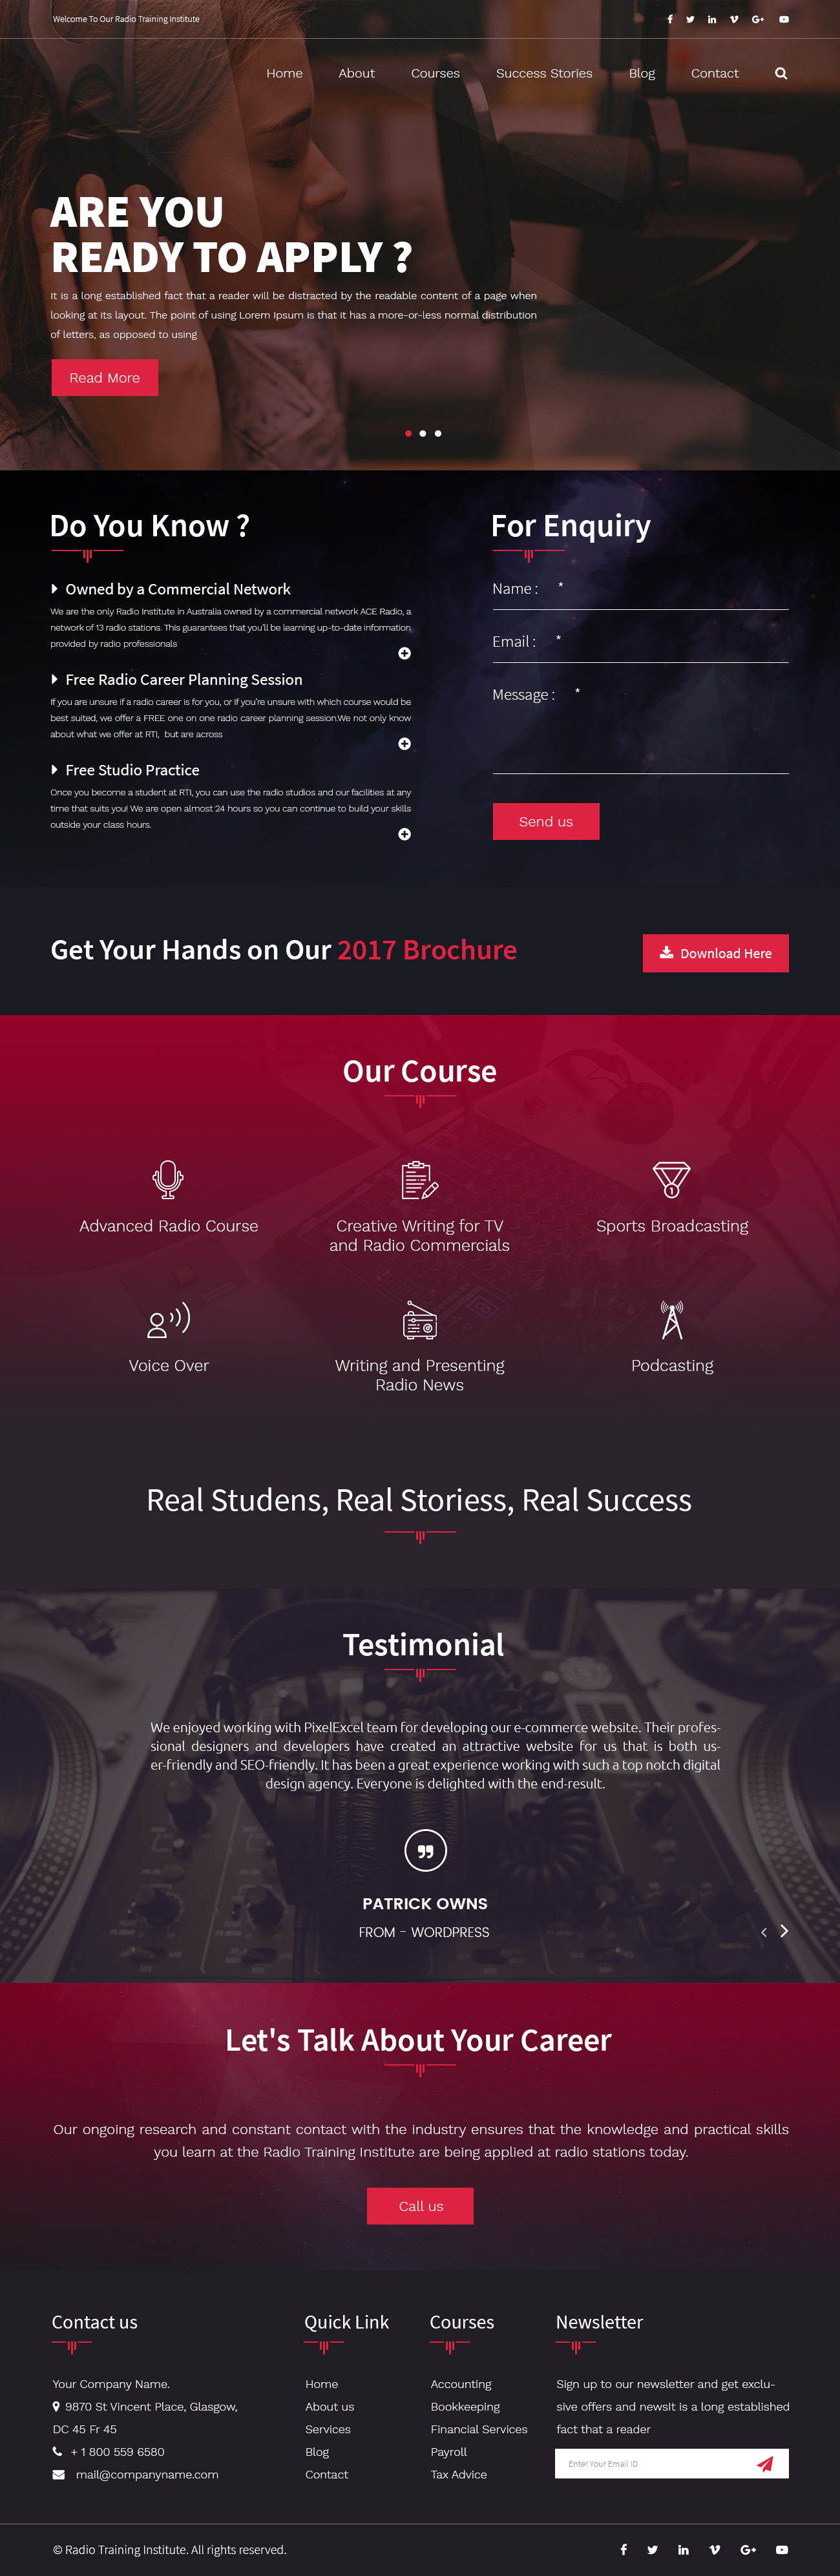 Welcome To Our Radio Training Institute
Home About Courses Success Stories Blog Contact
ARE YOU
READY TO APPLY ?
It is a long established fact that a reader will be distracted by the readable content of a page when
looking at its layout. The point of using Lorem Ipsum is that it has a more-or-less normal distribution
of letters, as opposed to using
Read More
Do You Know ?
Owned by a Commercial Network
We are the only Radio Institute in Australia owned by a commercial network ACE Radio, a
network of 13 radio stations. This guarantees that you'll be learning up-to-date information
provided by radio professionals
Free Radio Career Planning Session
If you are unsure if a radio career is for you, or if you're unsure with which course would be
best suited, we offer a FREE one on one radio career planning session.We not only know
about what we offer at RTI, but are across
Free Studio Practice
Once you become a student at RTI, you can use the radio studios and our facilities at any
time that suits you! We are open almost 24 hours so you can continue to build your skills
outside your class hours.
For Enquiry
Name : *
Email : *
Message : *
Send us
Get Your Hands on Our 2017 Brochure
Download Here
Our Course
Advanced Radio Course
Creative Writing for TV
and Radio Commercials
Sports Broadcasting
Voice Over
Writing and Presenting
Radio News
Podcasting
Real Studens, Real Storiess, Real Success
Testimonial
We enjoyed working with PixelExcel team for developing our e-commerce website. Their profes-
sional designers and developers have created an attractive website for us that is both us-
er-friendly and SEO-friendly. It has been a great experience working with such a top notch digital
design agency. Everyone is delighted with the end-result.
PATRICK OWNS
FROM - WORDPRESS
Let's Talk About Your Career
Our ongoing research and constant contact with the industry ensures that the knowledge and practical skills
you learn at the Radio Training Institute are being applied at radio stations today.
Call us
Contact us
Your Company Name.
9870 St Vincent Place, Glasgow,
DC 45 Fr 45
+ 1 800 559 6580
mail@companyname.com
Quick Link
Home
About us
Services
Blog
Contact
Courses
Accounting
Bookkeeping
Financial Services
Payroll
Tax Advice
Newsletter
Sign up to our newsletter and get exclu-
sive offers and newsIt is a long established
fact that a reader
Enter Your Email ID
© Radio Training Institute. All rights reserved.